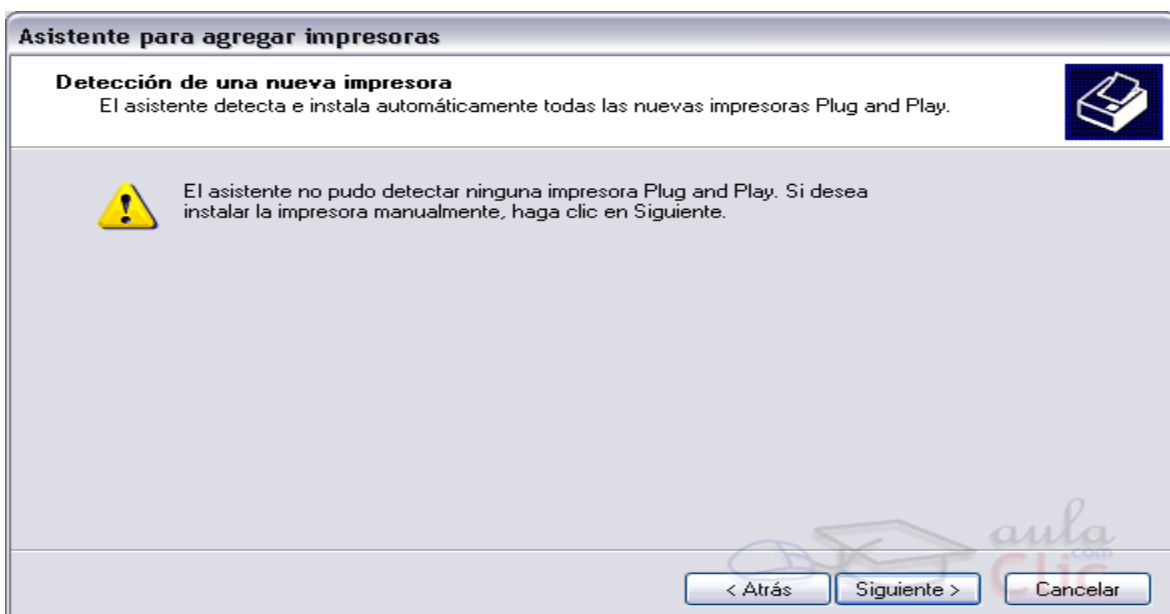 Asistente para agregar impresoras
Detección de una nueva impresora
El asistente detecta e instala automáticamente todas las nuevas impresoras Plug and Play.
El asistente no pudo detectar ninguna impresora Plug and Play. Si desea
instalar la impresora manualmente, haga clic en Siguiente.
aula
.com
Clic
< Atrás
Siguiente >
Cancelar